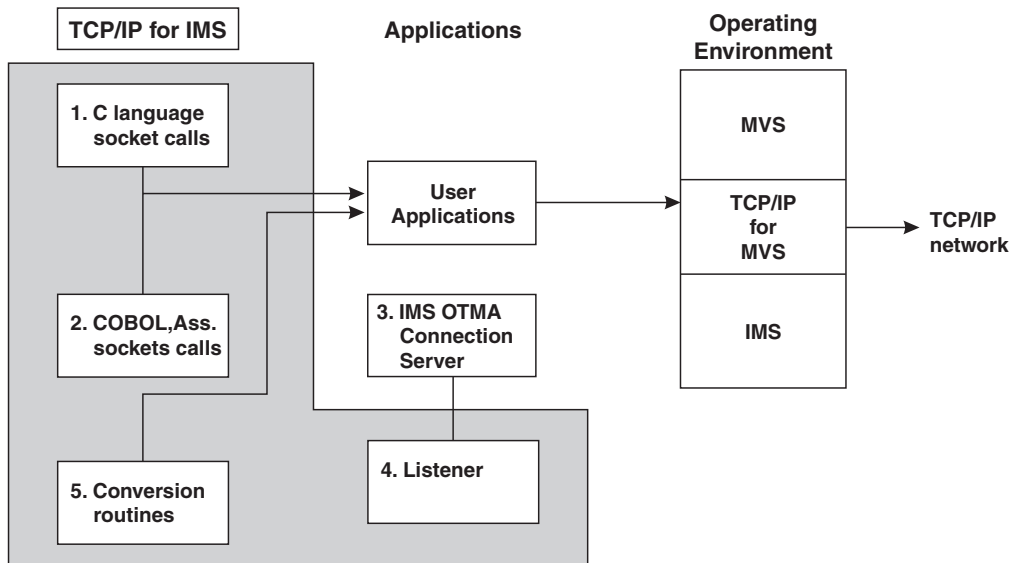 TCP/IP for IMS
Applications
Operating
Environment
1. C language
socket calls
MVS
User
Applications
TCP/IP
for
MVS
TCP/IP
network
2. COBOL,Ass.
sockets calls
3. IMS OTMA
Connection
Server
IMS
4. Listener
5. Conversion
routines